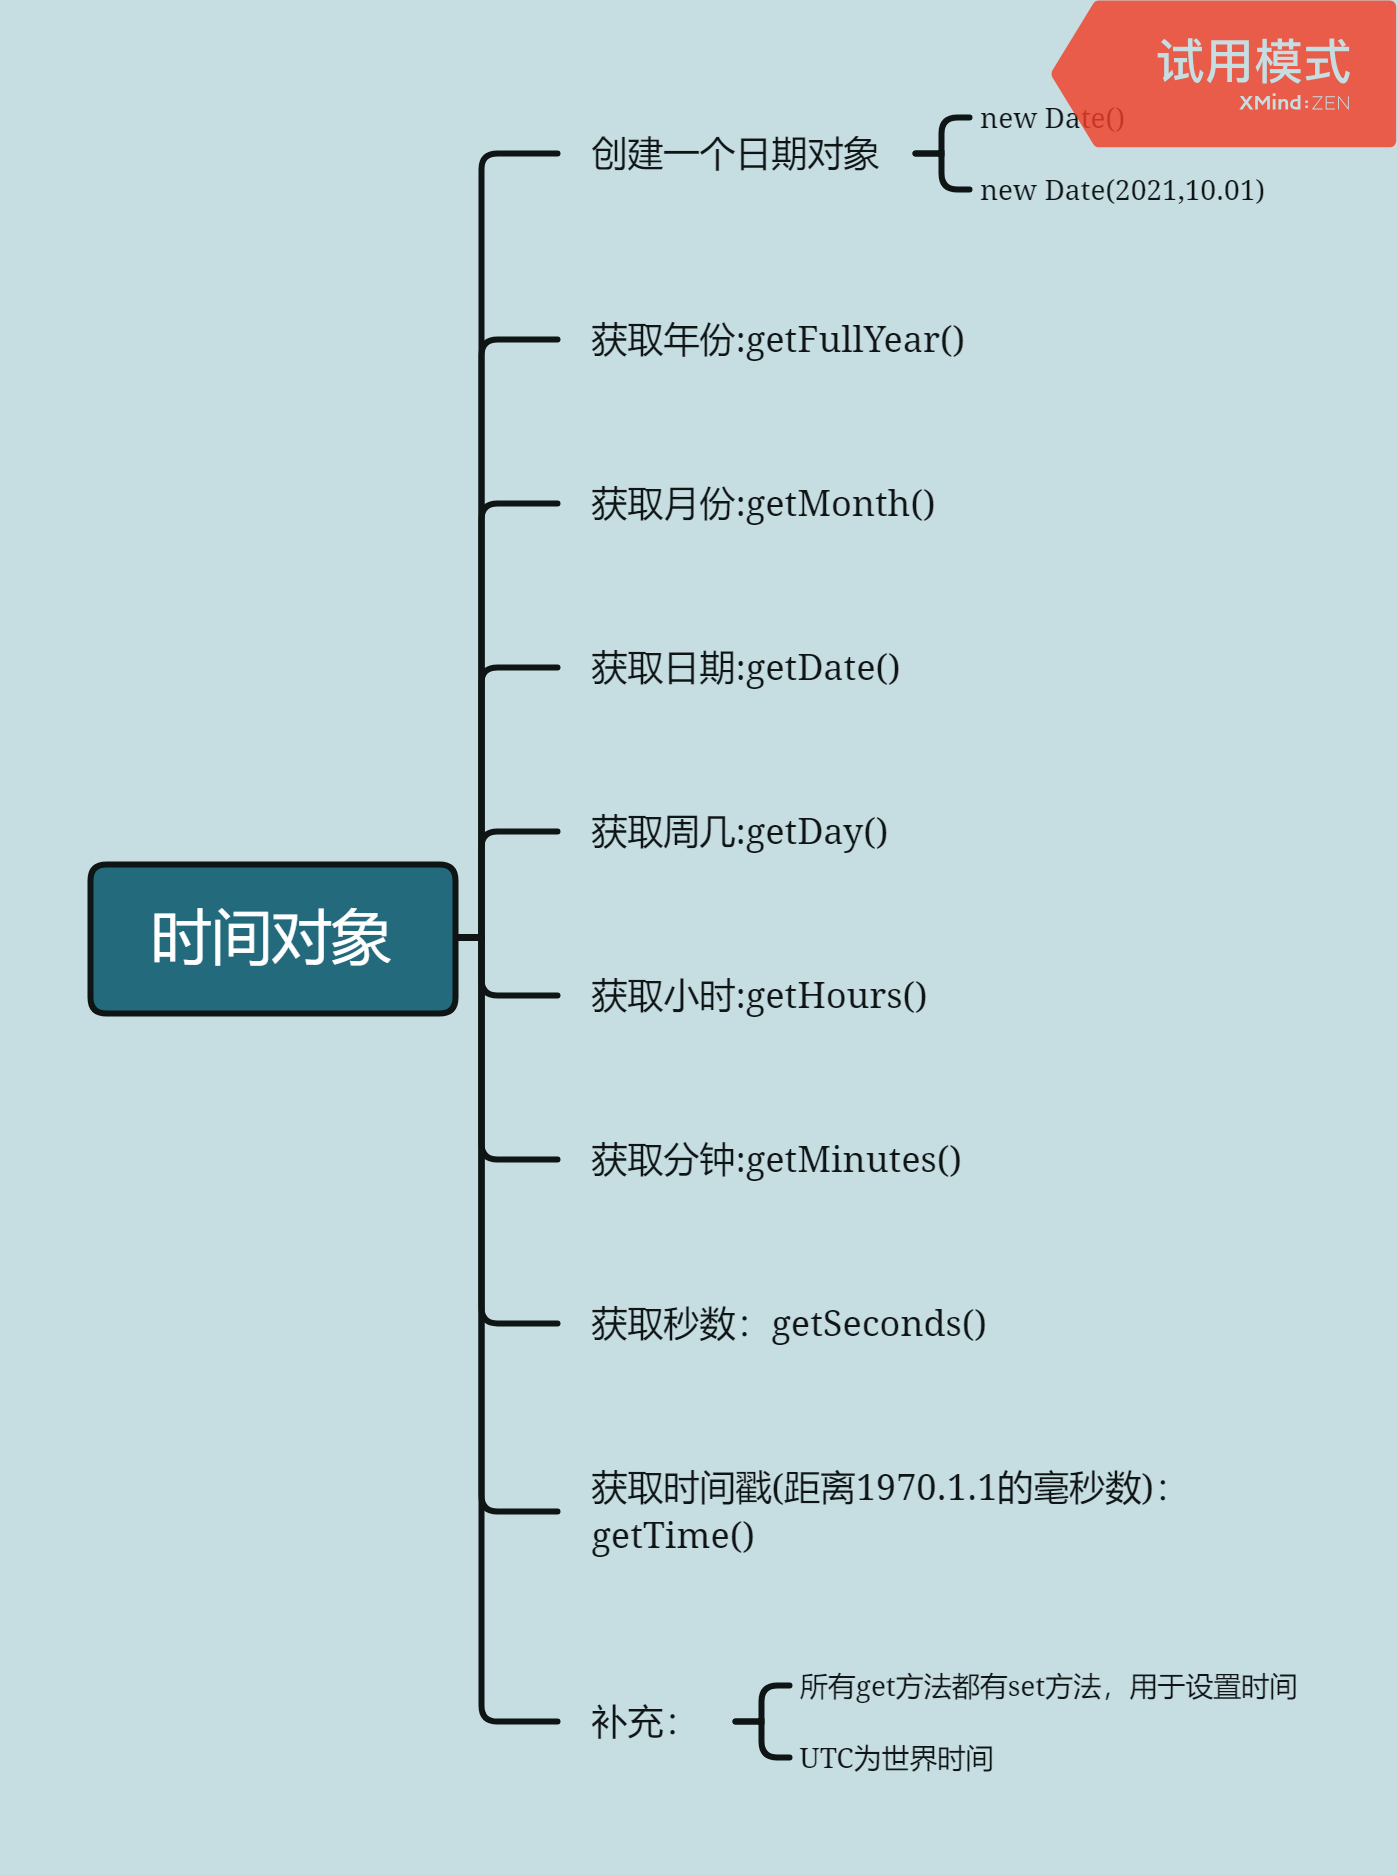 试用模式
XMind:ZEN
new Date()
创建一个日期对象
new Date(2021,10.01)
获取年份:getFullYear()
获取月份:getMonth()
获取日期:getDate()
获取周几:getDay()
时间对象
获取小时:getHours()
获取分钟:getMinutes()
获取秒数：getSeconds()
获取时间戳(距离1970.1.1的毫秒数)：
getTime()
所有get方法都有set方法，用于设置时间
补充：
UTC为世界时间